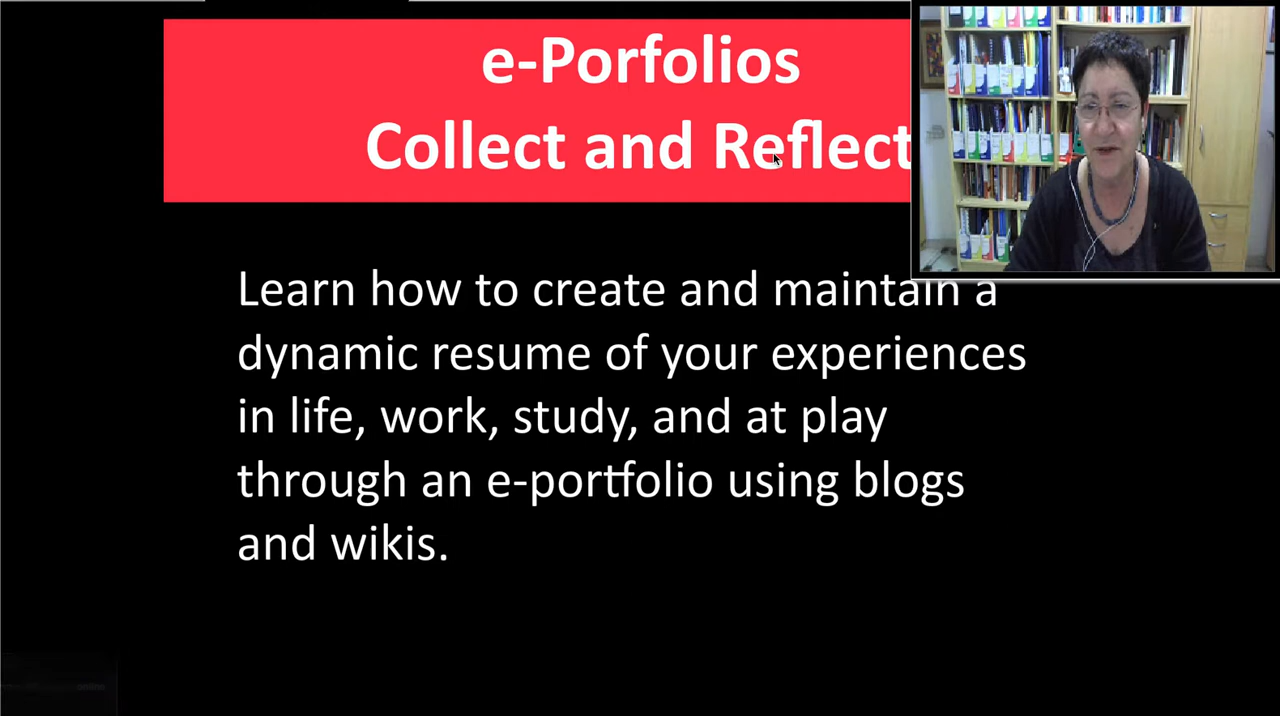 e-Porfolios
Collect and Reflect
Learn how to create and maintain a
dynamic resume of your experiences
in life, work, study, and at play
through an e-portfolio using blogs
and wikis.